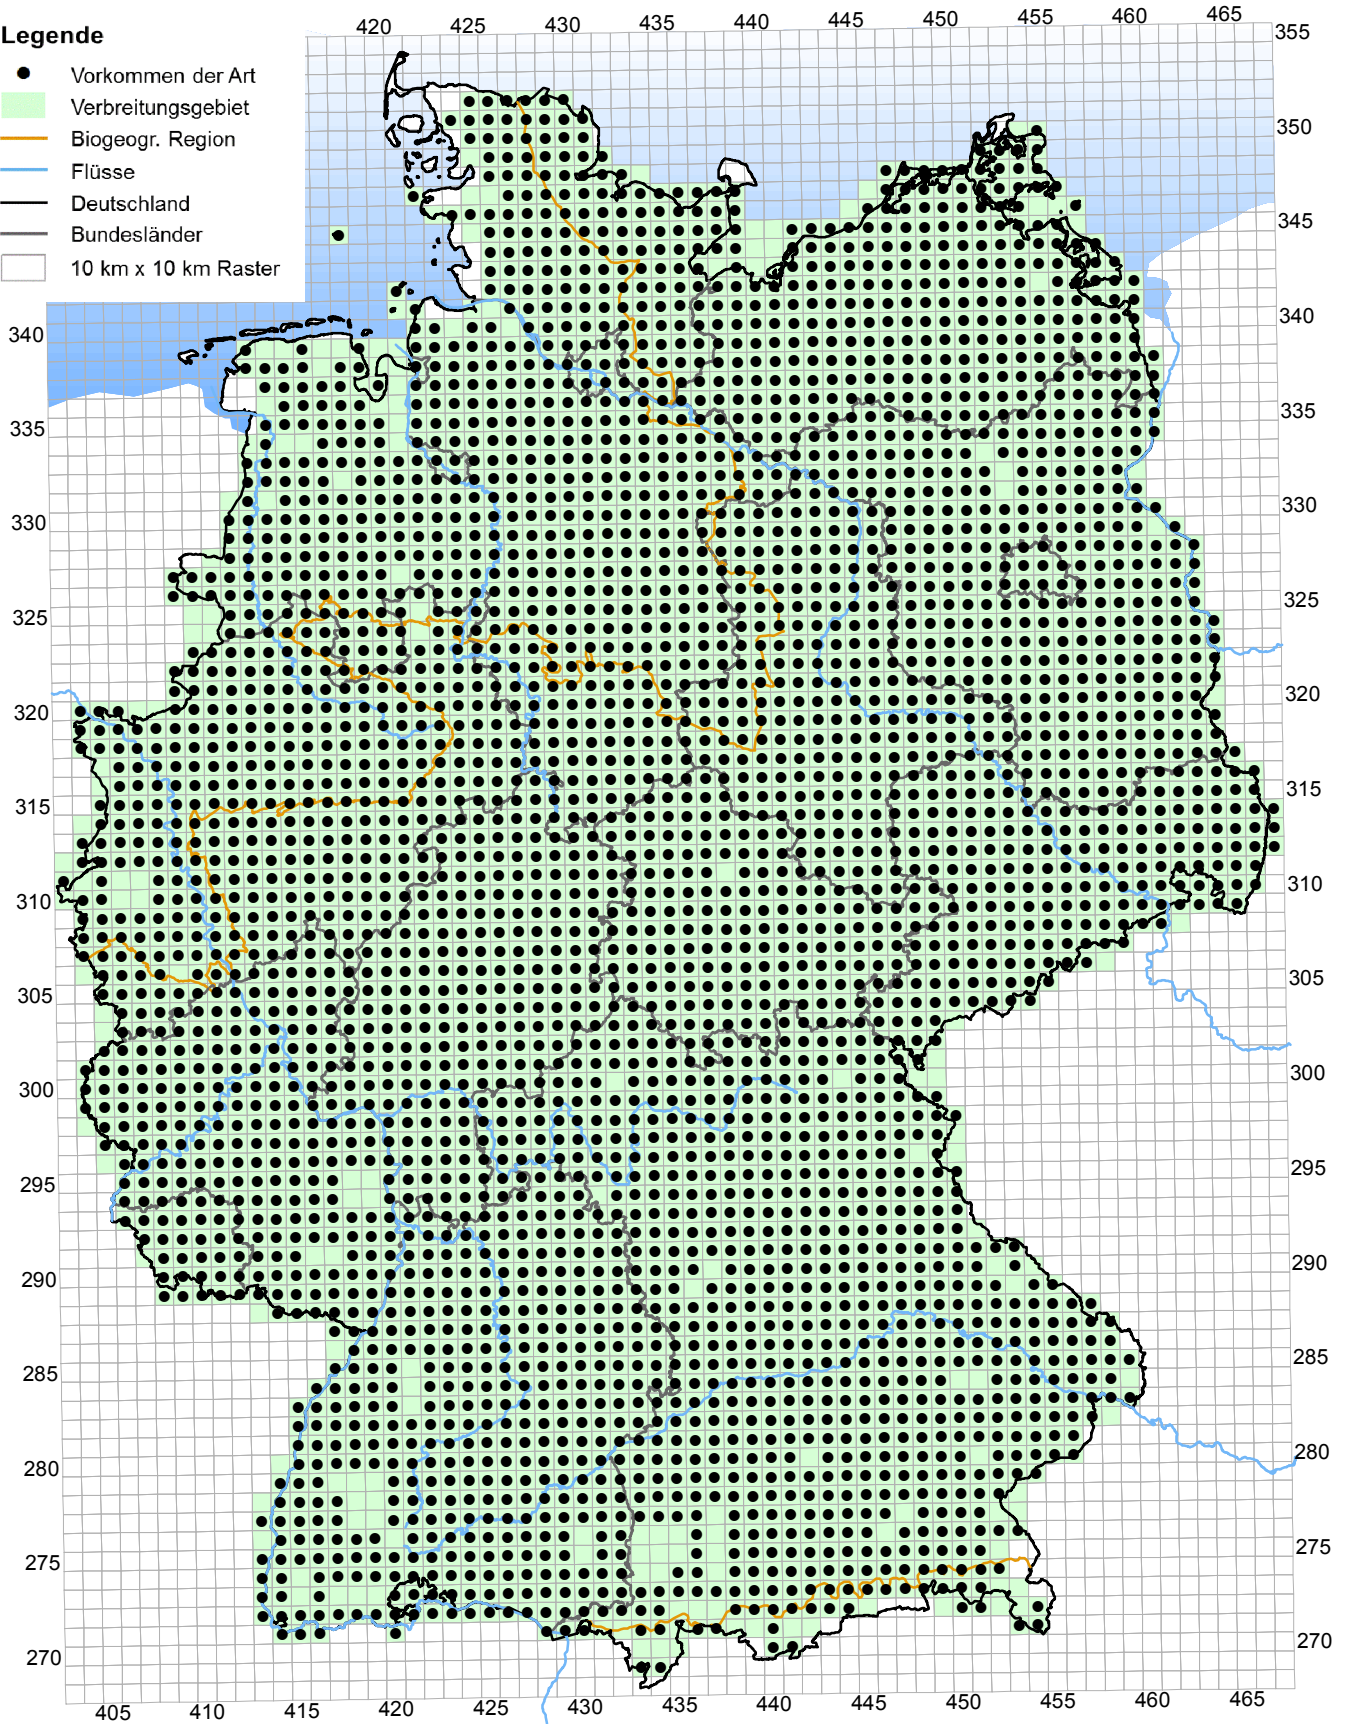 420 425 430 435 440 445 450 455 460 465
355
Legende
Vorkommen der Art
Verbreitungsgebiet
Biogeogr. Region
Flüsse
Deutschland
Bundesländer
10 km x 10 km Raster
350
345
340 340
335 335
330 330
325 325
320 320
315 315
310 310
305 305
300 300
295 295
290 290
285 285
280 280
275 275
270 270
405 410 415 420 425 430 435 440 445 450 455 460 465